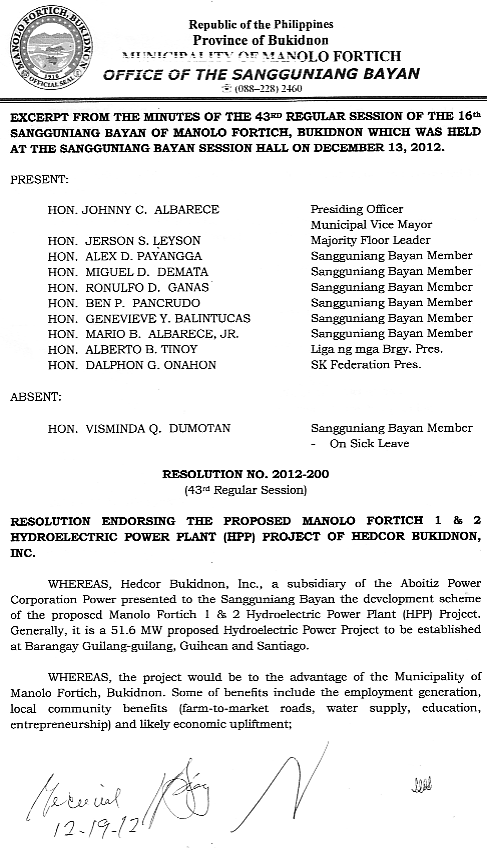 MANOLO FORTICH, BUKIDNON
OFFICIAL SEAL
Republic of the Philippines
Province of Bukidnon
MUNICIPALITY OF MANOLO FORTICH
OFFICE OF THE SANGGUNIANG BAYAN
☏ (088–228) 2460
EXCERPT FROM THE MINUTES OF THE 43RD REGULAR SESSION OF THE 16th
SANGGUNIANG BAYAN OF MANOLO FORTICH, BUKIDNON WHICH WAS HELD
AT THE SANGGUNIANG BAYAN SESSION HALL ON DECEMBER 13, 2012.
PRESENT:
HON. JOHNNY C. ALBARECE Presiding Officer
Municipal Vice Mayor
HON. JERSON S. LEYSON Majority Floor Leader
HON. ALEX D. PAYANGGA Sangguniang Bayan Member
HON. MIGUEL D. DEMATA Sangguniang Bayan Member
HON. RONULFO D. GANAS Sangguniang Bayan Member
HON. BEN P. PANCRUDO Sangguniang Bayan Member
HON. GENEVIEVE Y. BALINTUCAS Sangguniang Bayan Member
HON. MARIO B. ALBARECE, JR. Sangguniang Bayan Member
HON. ALBERTO B. TINOY Liga ng mga Brgy. Pres.
HON. DALPHON G. ONAHON SK Federation Pres.
ABSENT:
HON. VISMINDA Q. DUMOTAN Sangguniang Bayan Member
- On Sick Leave
RESOLUTION NO. 2012-200
(43rd Regular Session)
RESOLUTION ENDORSING THE PROPOSED MANOLO FORTICH 1 & 2
HYDROELECTRIC POWER PLANT (HPP) PROJECT OF HEDCOR BUKIDNON,
INC.
WHEREAS, Hedcor Bukidnon, Inc., a subsidiary of the Aboitiz Power
Corporation Power presented to the Sangguniang Bayan the development scheme
of the proposed Manolo Fortich 1 & 2 Hydroelectric Power Plant (HPP) Project.
Generally, it is a 51.6 MW proposed Hydroelectric Power Project to be established
at Barangay Guilang-guilang, Guihean and Santiago.
WHEREAS, the project would be to the advantage of the Municipality of
Manolo Fortich, Bukidnon. Some of benefits include the employment generation,
local community benefits (farm-to-market roads, water supply, education,
entrepreneurship) and likely economic upliftment;
12-19-12